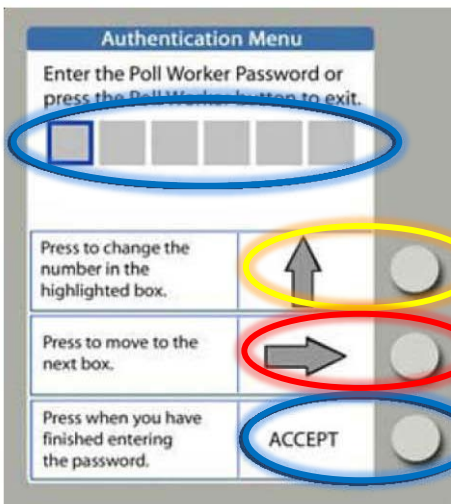 Authentication Menu
Enter the Poll Worker Password or
press the Poll Worker button to exit.
Press to change the
number in the
highlighted box.
Press to move to the
next box.
Press when you have
finished entering
the password.
ACCEPT